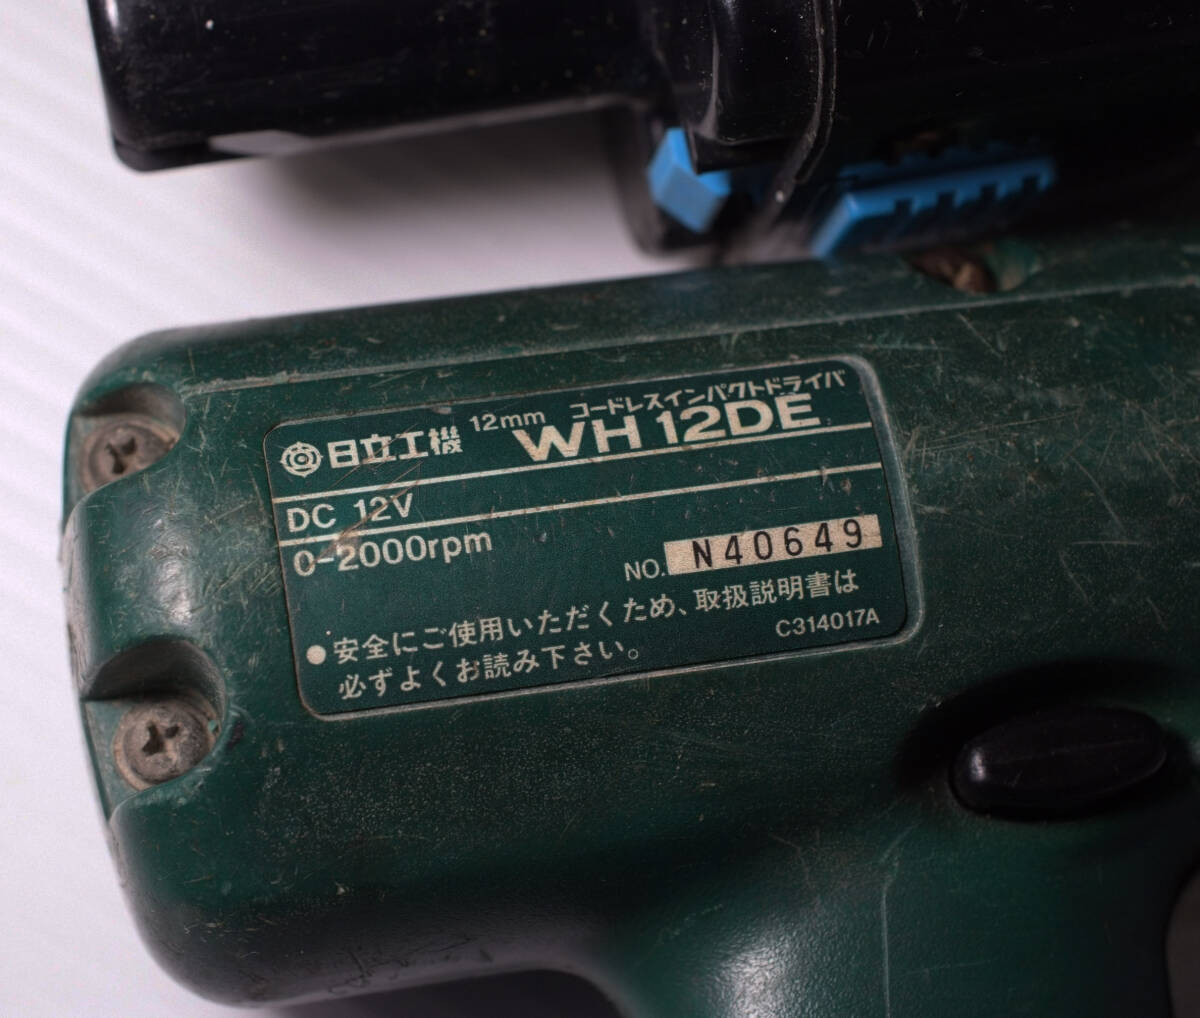 日立工機 12mm コードレスインパクトドライバ
WH 12DE
DC 12V
0-2000rpm
NO. N40649
●安全にご使用いただくため、取扱説明書は
必ずよくお読み下さい。
C314017A